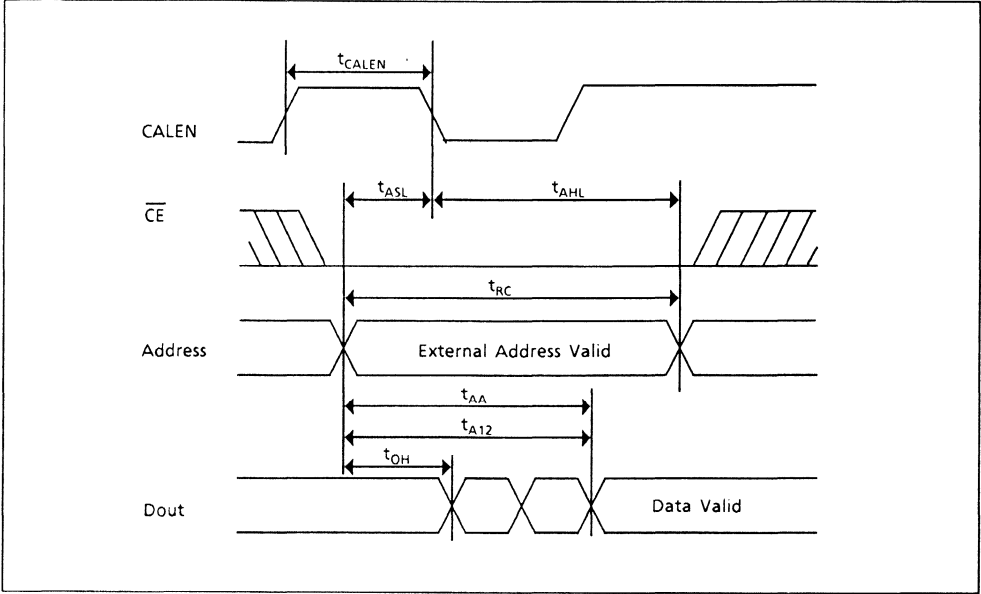 tCALEN
CALEN
tASL
tAHL
CE
tRC
Address
External Address Valid
tAA
tA12
tOH
Dout
Data Valid